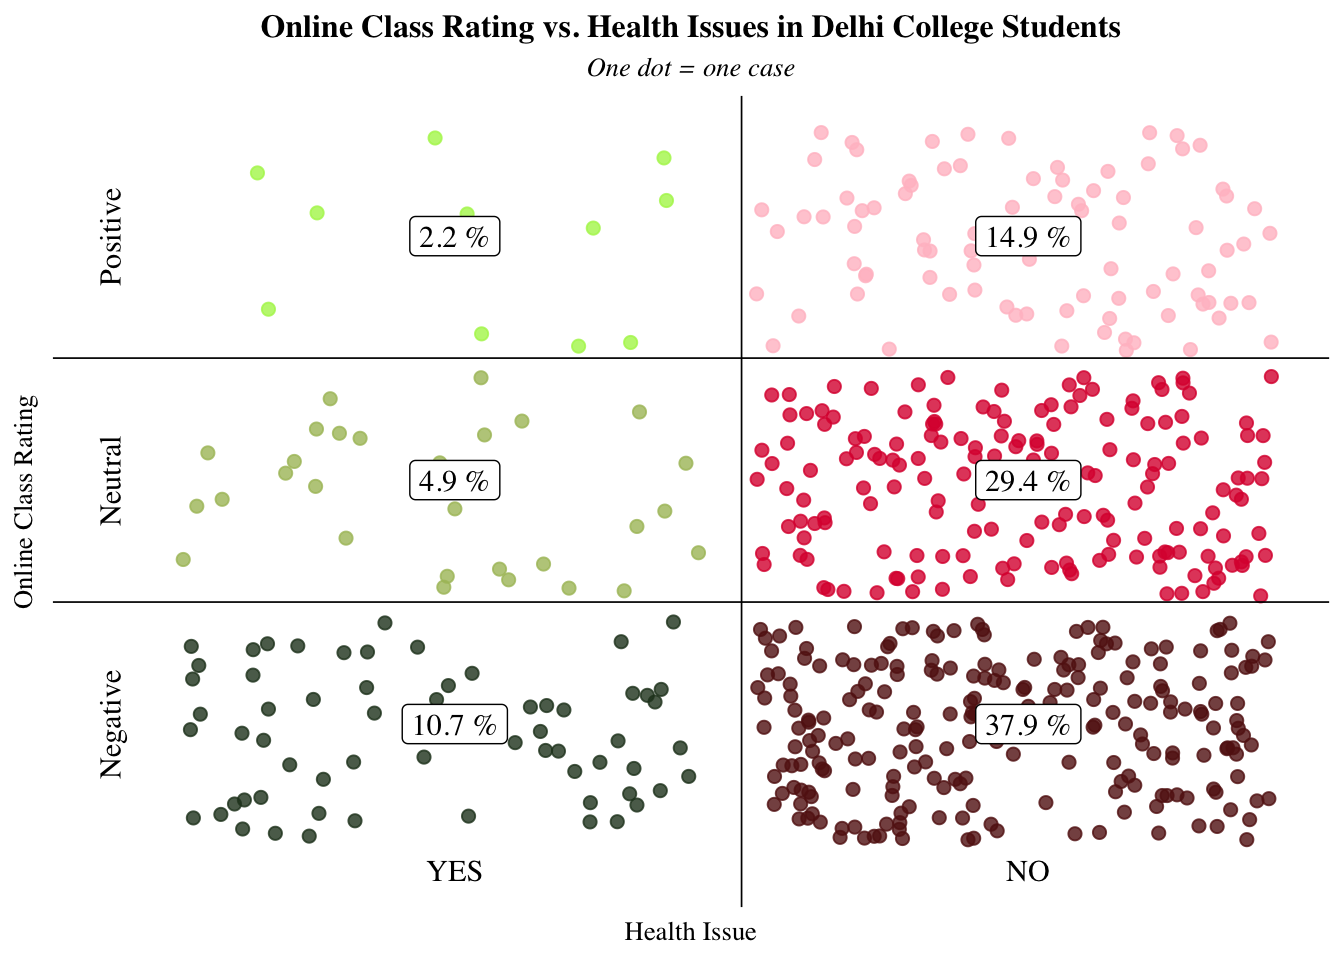 Online Class Rating vs. Health Issues in Delhi College Students
One dot = one case
Online Class Rating
Positive
2.2 %
14.9 %
Neutral
4.9 %
29.4 %
Negative
10.7 %
37.9 %
YES
NO
Health Issue